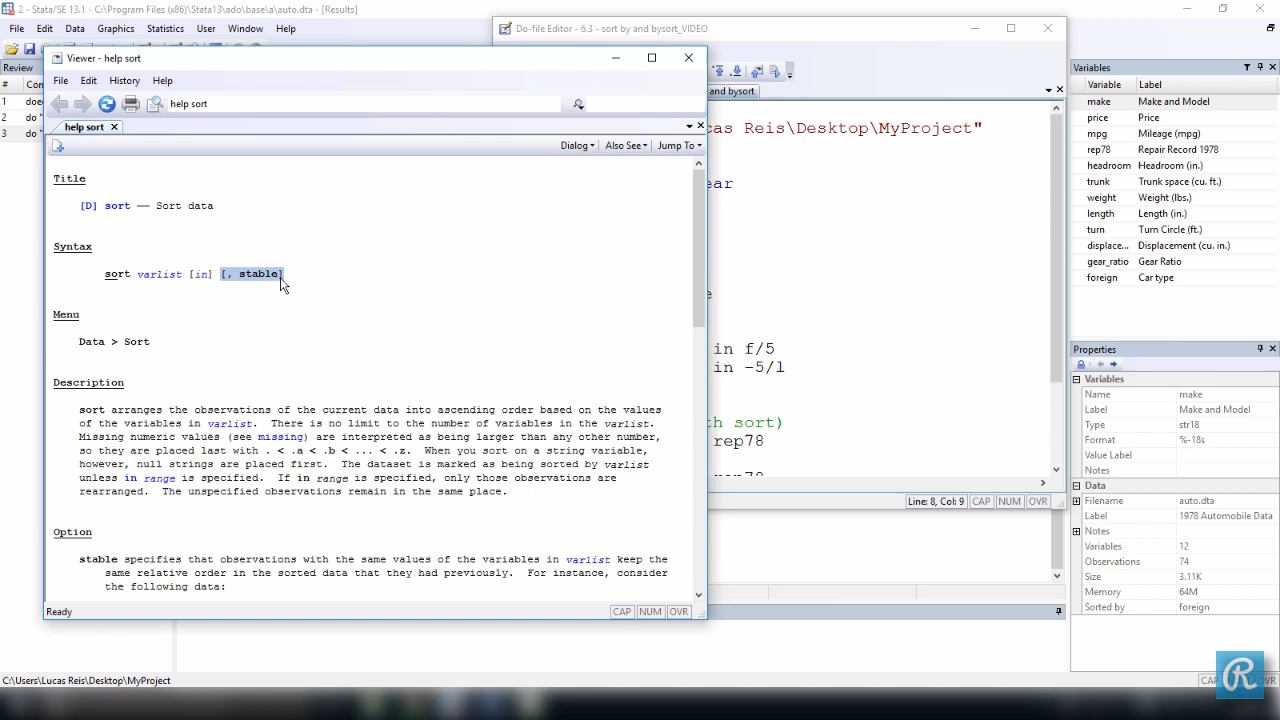 2 - Stata/SE 13.1 - C:\Program Files (x86)\Stata13\ado\base\a\auto.dta - [Results]
File Edit Data Graphics Statistics User Window Help
Review
# Con
1 doe
2 do "
3 do "
Do-file Editor - 6.3 - sort by and bysort_VIDEO
and bysort
cas Reis\Desktop\MyProject"
ear
e
in f/5
in -5/l
th sort)
rep78
rep78
Line: 8, Col: 9 CAP NUM OVR
Viewer - help sort
File Edit History Help
help sort
help sort
Dialog Also See Jump To
Title
[D] sort — Sort data
Syntax
sort varlist [in] [, stable]
Menu
Data > Sort
Description
sort arranges the observations of the current data into ascending order based on the values
of the variables in varlist. There is no limit to the number of variables in the varlist.
Missing numeric values (see missing) are interpreted as being larger than any other number,
so they are placed last with . < .a < .b < ... < .z. When you sort on a string variable,
however, null strings are placed first. The dataset is marked as being sorted by varlist
unless in range is specified. If in range is specified, only those observations are
rearranged. The unspecified observations remain in the same place.
Option
stable specifies that observations with the same values of the variables in varlist keep the
same relative order in the sorted data that they had previously. For instance, consider
the following data:
Ready CAP NUM OVR
Variables
Variable Label
make Make and Model
price Price
mpg Mileage (mpg)
rep78 Repair Record 1978
headroom Headroom (in.)
trunk Trunk space (cu. ft.)
weight Weight (lbs.)
length Length (in.)
turn Turn Circle (ft.)
displace... Displacement (cu. in.)
gear_ratio Gear Ratio
foreign Car type
Properties
Variables
Name make
Label Make and Model
Type str18
Format %-18s
Value Label
Notes
Data
Filename auto.dta
Label 1978 Automobile Data
Notes
Variables 12
Observations 74
Size 3.11K
Memory 64M
Sorted by foreign
C:\Users\Lucas Reis\Desktop\MyProject
CAP OVR
R